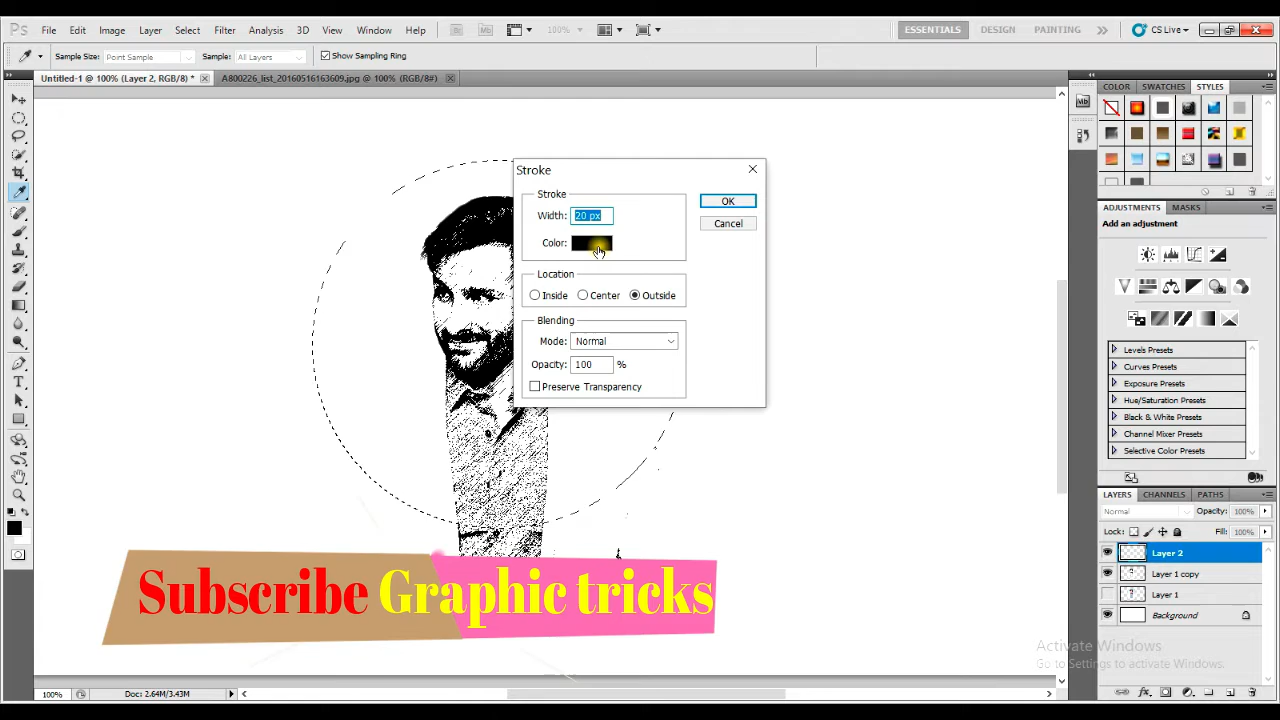 Ps File Edit Image Layer Select Filter Analysis 3D View Window Help Br Mb 100% ESSENTIALS DESIGN PAINTING CS Live
Sample Size: Point Sample Sample: All Layers Show Sampling Ring
Untitled-1 @ 100% (Layer 2, RGB/8) * A800226_list_20160516163609.jpg @ 100% (RGB/8#)
COLOR SWATCHES STYLES
Mb
Stroke
Stroke
Width: 20 px
Color:
OK
Cancel
Location
Inside Center Outside
Blending
Mode: Normal
Opacity: 100 %
Preserve Transparency
ADJUSTMENTS MASKS
Add an adjustment
Levels Presets
Curves Presets
Exposure Presets
Hue/Saturation Presets
Black & White Presets
Channel Mixer Presets
Selective Color Presets
LAYERS CHANNELS PATHS
Normal Opacity: 100%
Lock: Fill: 100%
Layer 2
Layer 1 copy
Layer 1
Background
Subscribe Graphic tricks
Activate Windows
Go to Settings to activate Windows.
100% Doc: 2.64M/3.43M